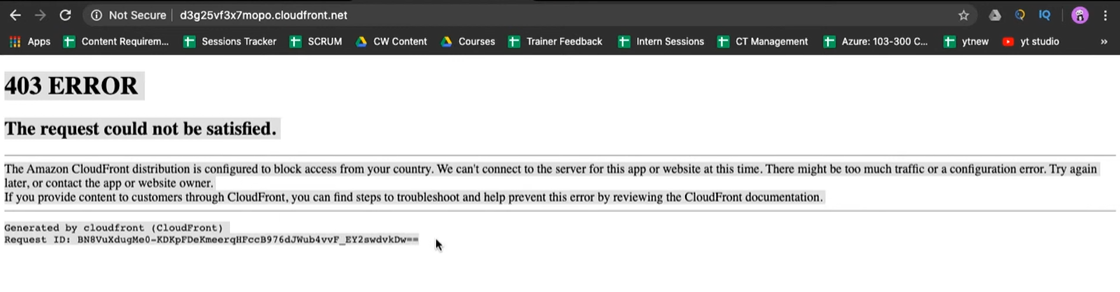 Not Secure | d3g25vf3x7mopo.cloudfront.net
Apps Content Requirem... Sessions Tracker SCRUM CW Content Courses Trainer Feedback Intern Sessions CT Management Azure: 103-300 C... ytnew yt studio »
403 ERROR
The request could not be satisfied.
The Amazon CloudFront distribution is configured to block access from your country. We can't connect to the server for this app or website at this time. There might be too much traffic or a configuration error. Try again
later, or contact the app or website owner.
If you provide content to customers through CloudFront, you can find steps to troubleshoot and help prevent this error by reviewing the CloudFront documentation.
Generated by cloudfront (CloudFront)
Request ID: BN8VuXdugMe0-KDKpFDeKmeerqHFccB976dJWub4vvF_EY2swdvkDw==